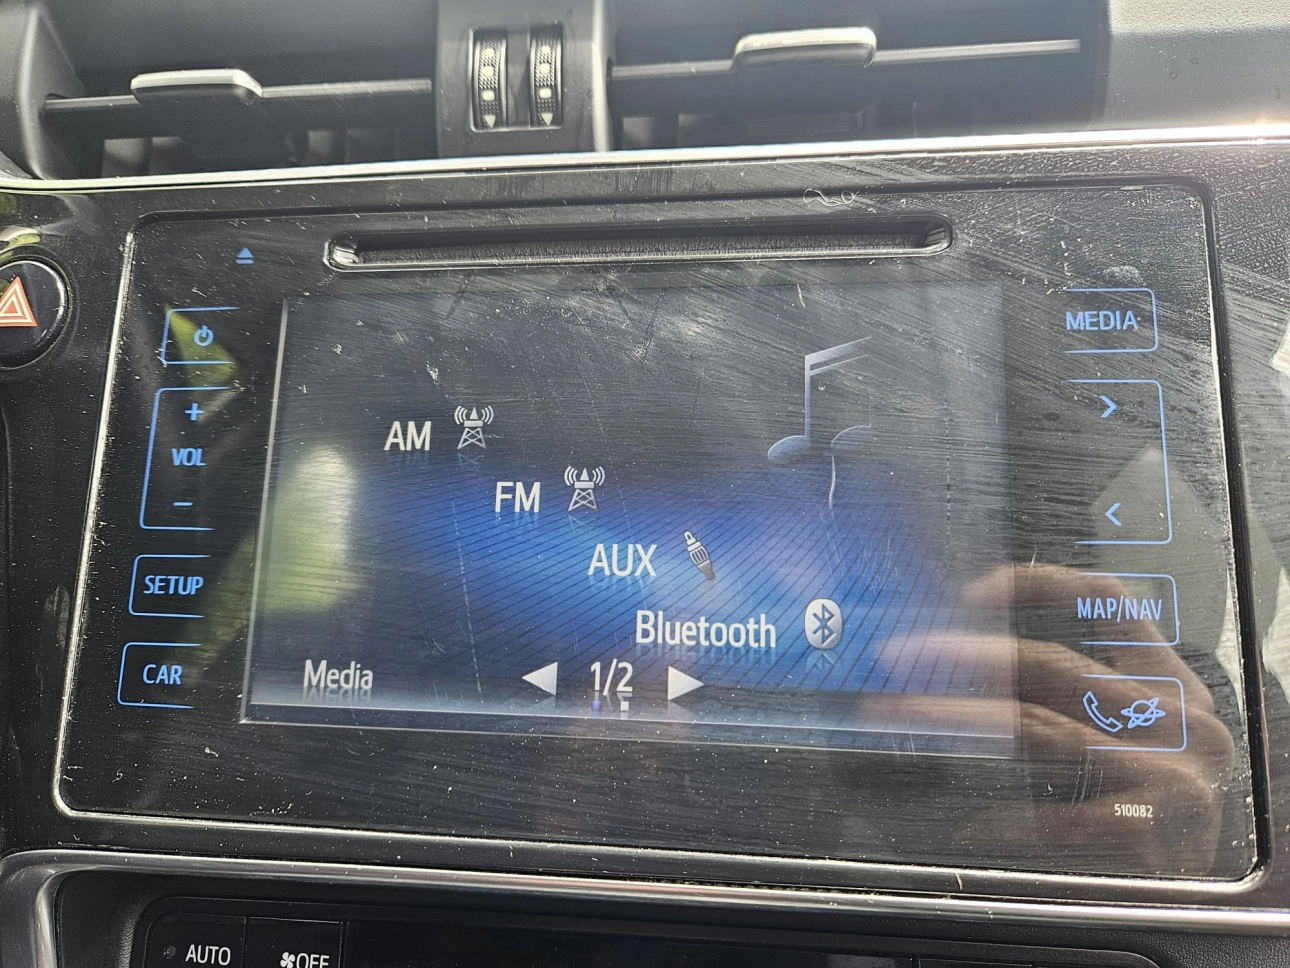 MEDIA
+
VOL
-
SETUP
CAR
AM
FM
AUX
Bluetooth
Media
1/2
>
<
MAP/NAV
510082
AUTO
OFF